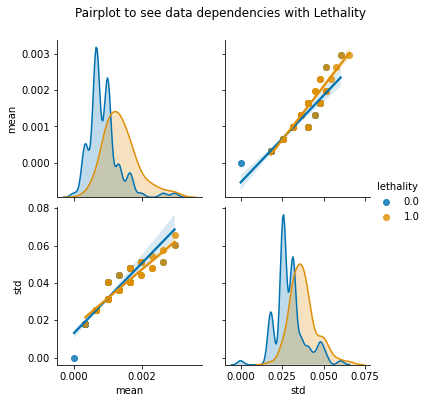 Pairplot to see data dependencies with Lethality
0.003
0.002
0.001
0.000
mean
lethality
0.0
1.0
0.08
0.06
0.04
0.02
0.00
std
0.000 0.002
mean
0.000 0.025 0.050 0.075
std